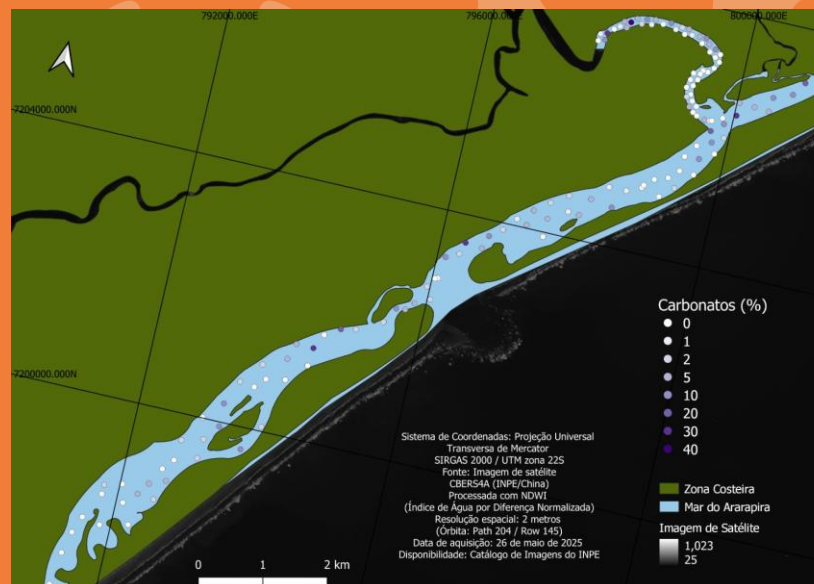 792000.000E
796000.000E
800000.000E
7204000.000N
7200000.000N
Carbonatos (%)
0
1
2
5
10
20
30
40
Sistema de Coordenadas: Projeção Universal
Transversa de Mercator
SIRGAS 2000 / UTM zona 22S
Fonte: Imagem de satélite
CBERS4A (INPE/China)
Processada com NDWI
(Índice de Água por Diferença Normalizada)
Resolução espacial: 2 metros
(Órbita: Path 204 / Row 145)
Data de aquisição: 26 de maio de 2025
Disponibilidade: Catálogo de Imagens do INPE
Zona Costeira
Mar do Ararapira
Imagem de Satélite
1,023
25
0 1 2 km